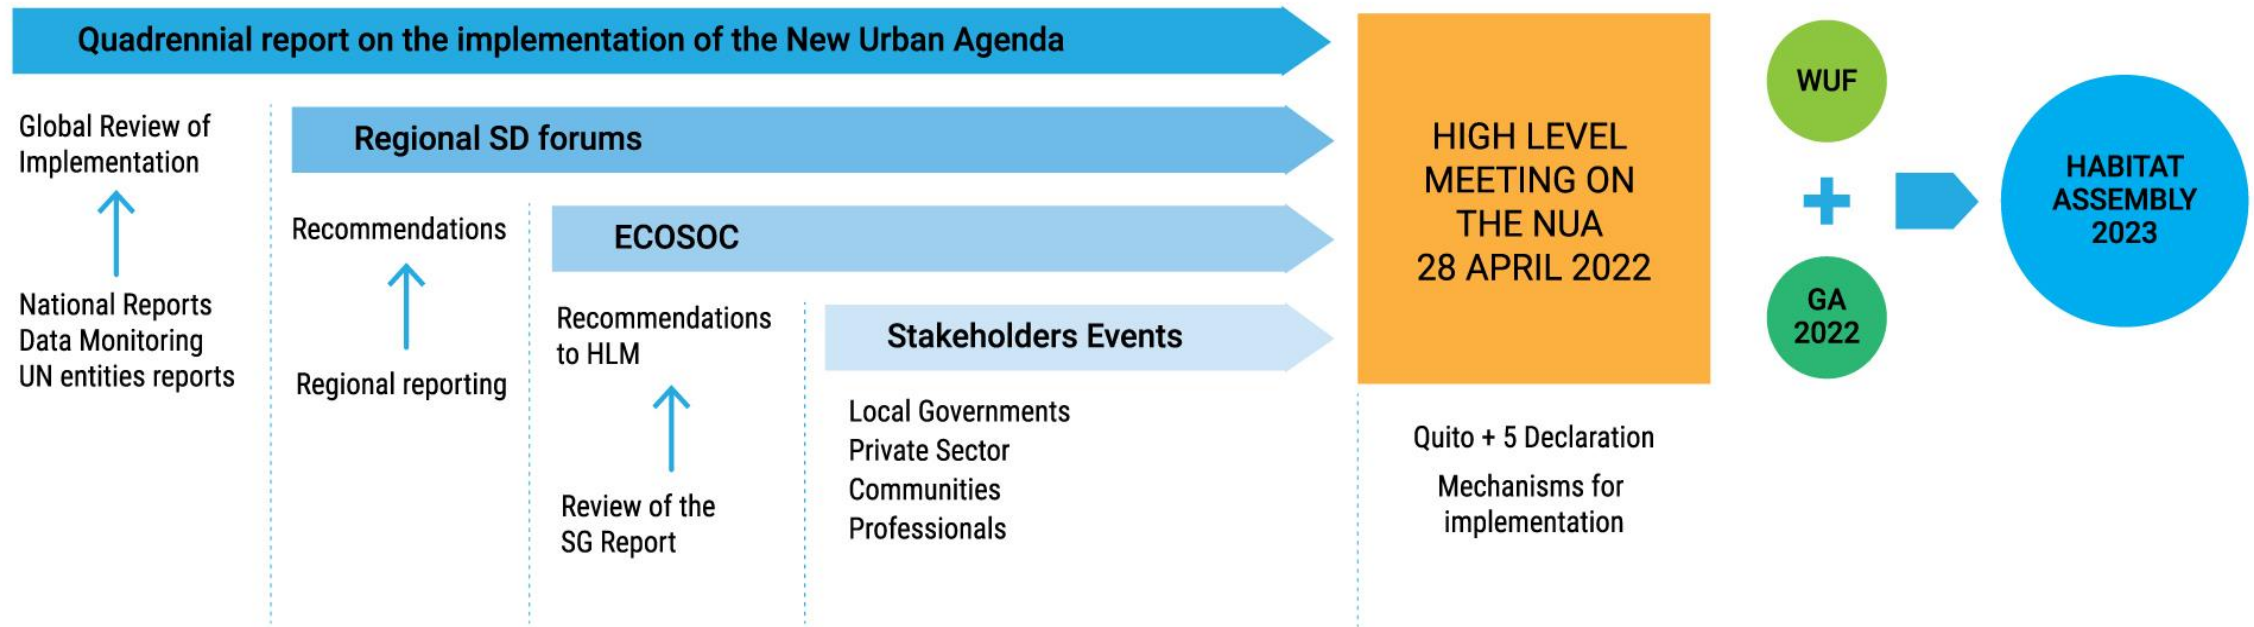 Quadrennial report on the implementation of the New Urban Agenda
Global Review of
Implementation
National Reports
Data Monitoring
UN entities reports
Regional SD forums
Recommendations
Regional reporting
ECOSOC
Recommendations
to HLM
Review of the
SG Report
Stakeholders Events
Local Governments
Private Sector
Communities
Professionals
HIGH LEVEL
MEETING ON
THE NUA
28 APRIL 2022
Quito + 5 Declaration
Mechanisms for
implementation
WUF
GA
2022
HABITAT
ASSEMBLY
2023